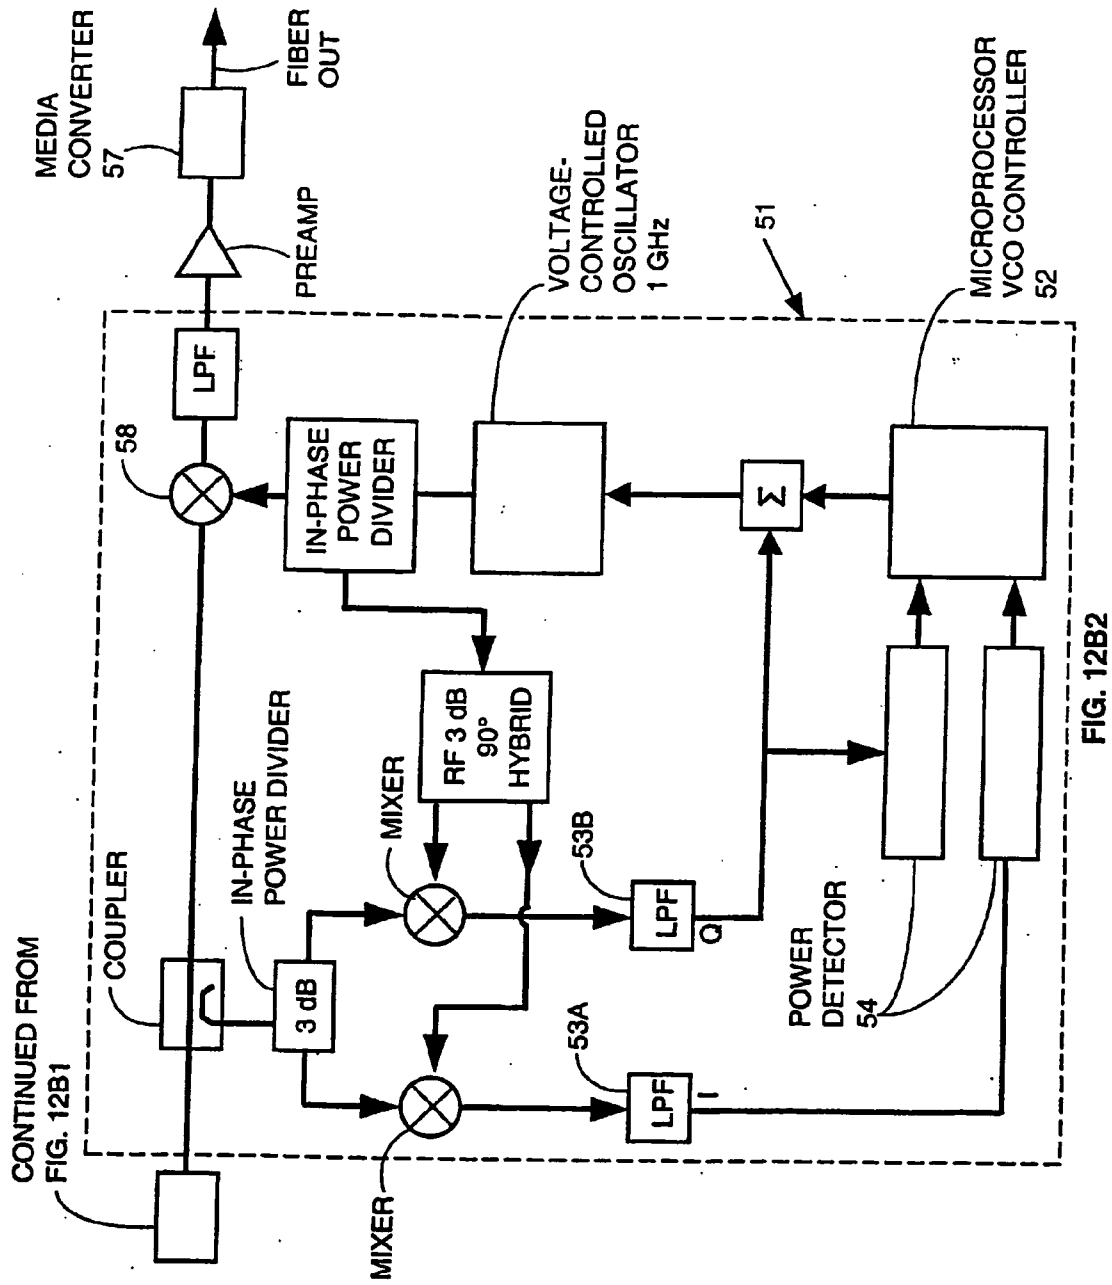 CONTINUED FROM
FIG. 12B1
COUPLER
IN-PHASE
POWER DIVIDER
3 dB
MIXER
MIXER
RF 3 dB
90°
HYBRID
58
IN-PHASE
POWER
DIVIDER
LPF
PREAMP
MEDIA
CONVERTER
57
FIBER
OUT
VOLTAGE-
CONTROLLED
OSCILLATOR
1 GHz
51
53A
LPF
I
53B
LPF
Q
Σ
POWER
DETECTOR
54
MICROPROCESSOR
VCO CONTROLLER
52
FIG. 12B2